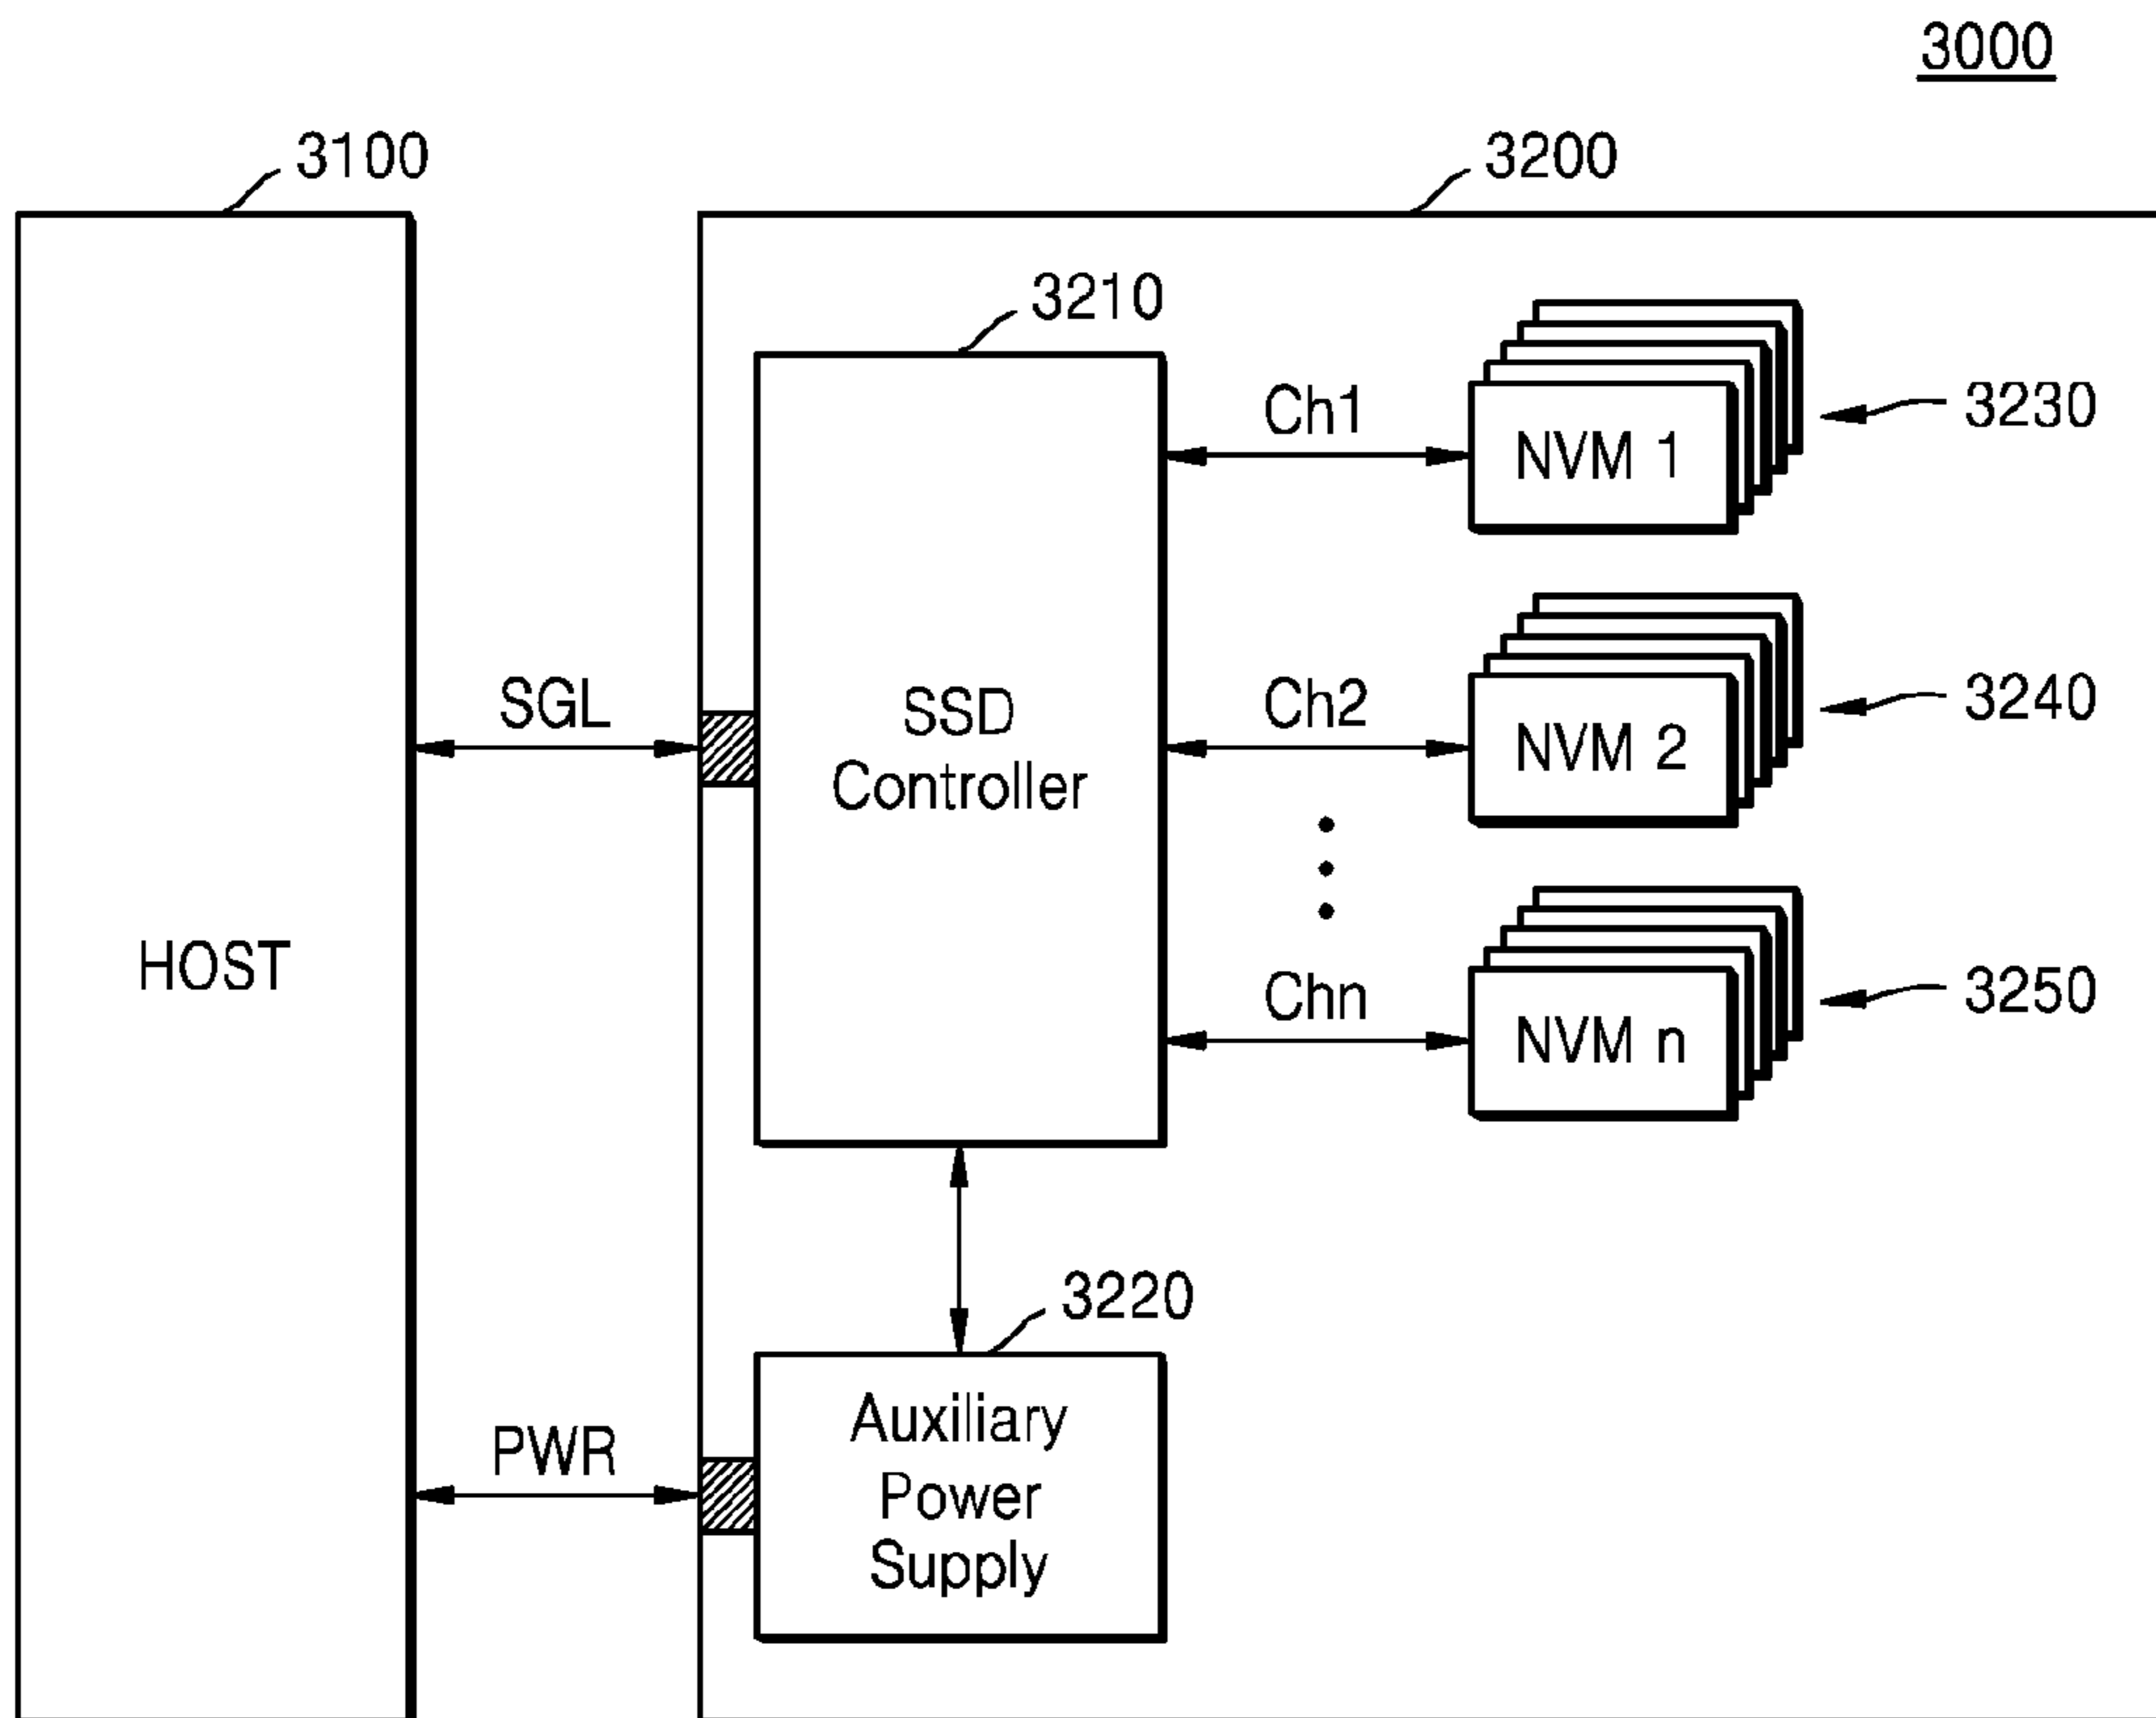 3000
3100
3200
3210
Ch1
NVM 1
3230
SGL
SSD
Controller
Ch2
NVM 2
3240
HOST
Chn
NVM n
3250
3220
PWR
Auxiliary
Power
Supply